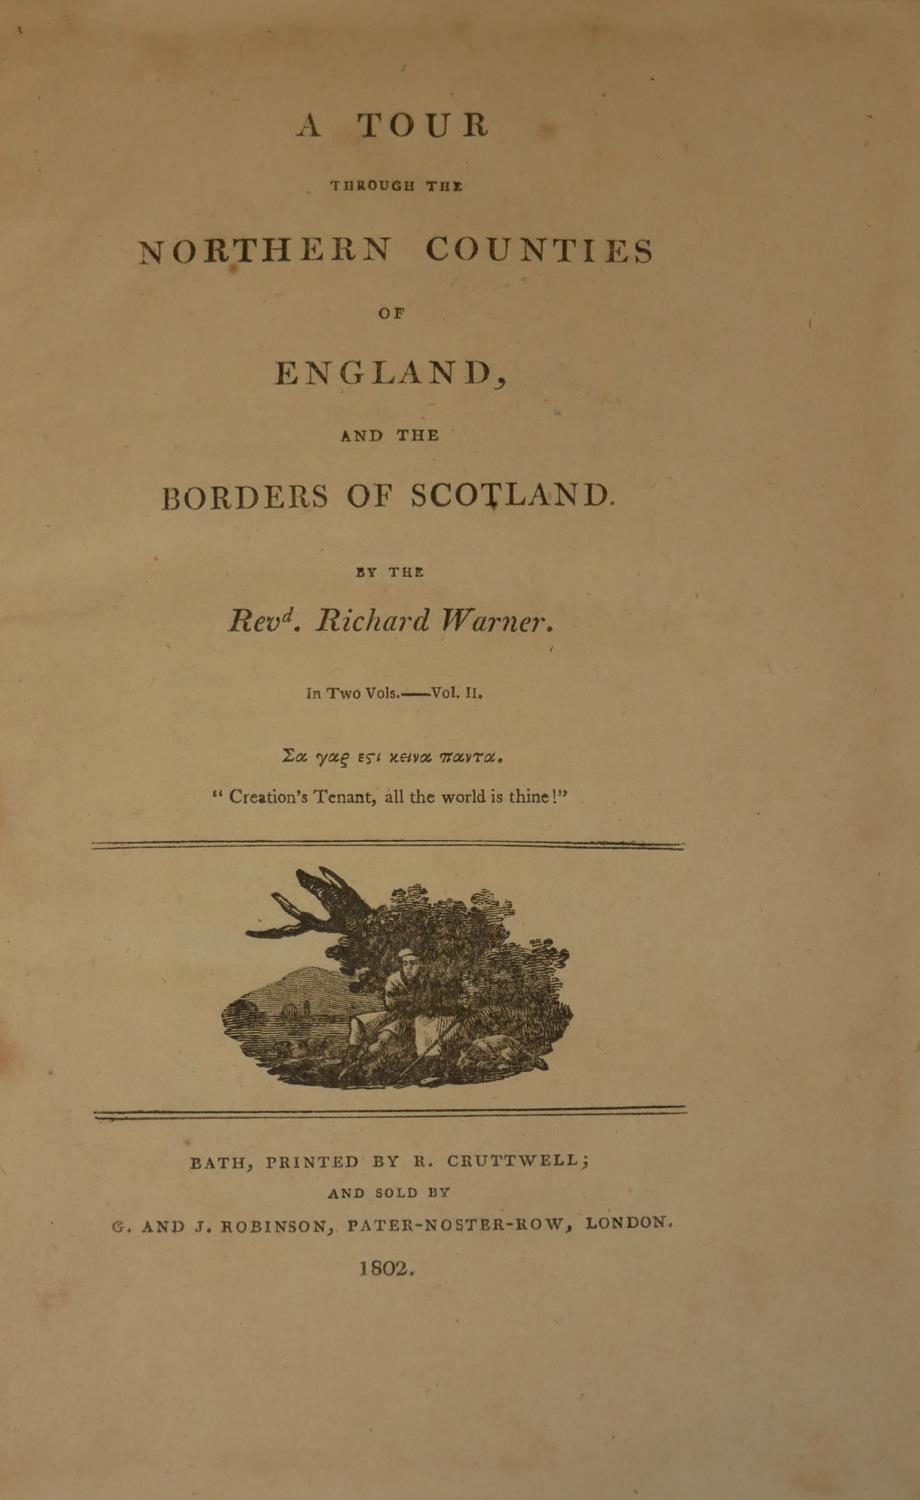 A TOUR
THROUGH THE
NORTHERN COUNTIES
OF
ENGLAND,
AND THE
BORDERS OF SCOTLAND.
BY THE
Revᵈ. Richard Warner.
In Two Vols.——Vol. II.
Σα γαρ εϛι κεινα παντα.
“ Creation's Tenant, all the world is thine!”
BATH, PRINTED BY R. CRUTTWELL;
AND SOLD BY
G. AND J. ROBINSON, PATER-NOSTER-ROW, LONDON.
1802.